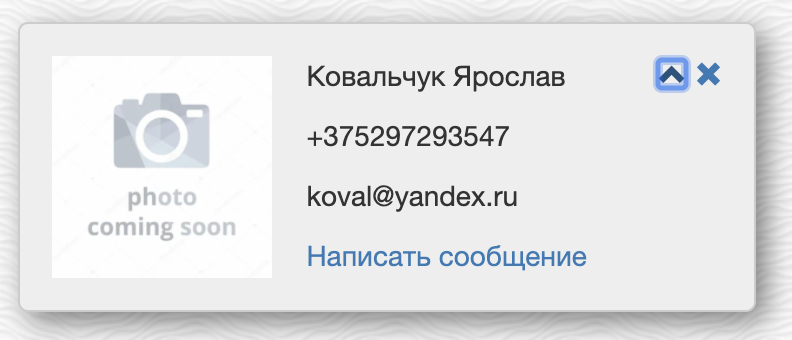 Ковальчук Ярослав
+375297293547
koval@yandex.ru
Написать сообщение
photo
coming soon